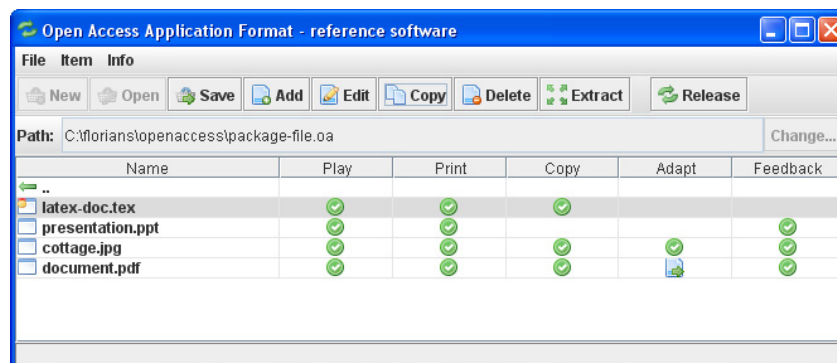 Open Access Application Format - reference software
File Item Info
New Open Save Add Edit Copy Delete Extract Release
Path: C:\florians\openaccess\package-file.oa Change...
Name Play Print Copy Adapt Feedback
..
latex-doc.tex
presentation.ppt
cottage.jpg
document.pdf